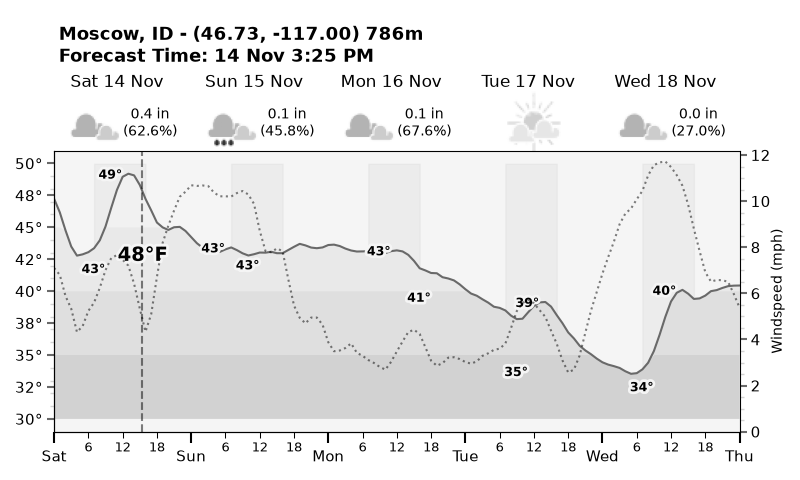 Moscow, ID - (46.73, -117.00) 786m
Forecast Time: 14 Nov 3:25 PM
Sat 14 Nov Sun 15 Nov Mon 16 Nov Tue 17 Nov Wed 18 Nov
0.4 in 0.1 in 0.1 in 0.0 in
(62.6%) (45.8%) (67.6%) (27.0%)
50° 12
49°
48° 10
45°
43° 43° 8
48°F
42°
43° 43°
40° 41° 39° 40° 6
38° 4
35°
35°
32° 34° 2
30° 0
Windspeed (mph)
6 12 18 6 12 18 6 12 18 6 12 18 6 12 18
Sat Sun Mon Tue Wed Thu